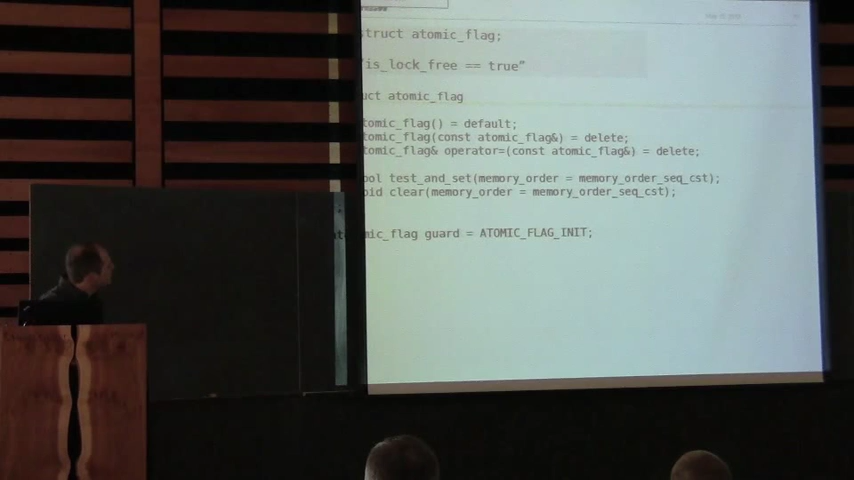 truct atomic_flag;
"is_lock_free == true"
uct atomic_flag
tomic_flag() = default;
tomic_flag(const atomic_flag&) = delete;
tomic_flag& operator=(const atomic_flag&) = delete;
ool test_and_set(memory_order = memory_order_seq_cst);
oid clear(memory_order = memory_order_seq_cst);
atomic_flag guard = ATOMIC_FLAG_INIT;